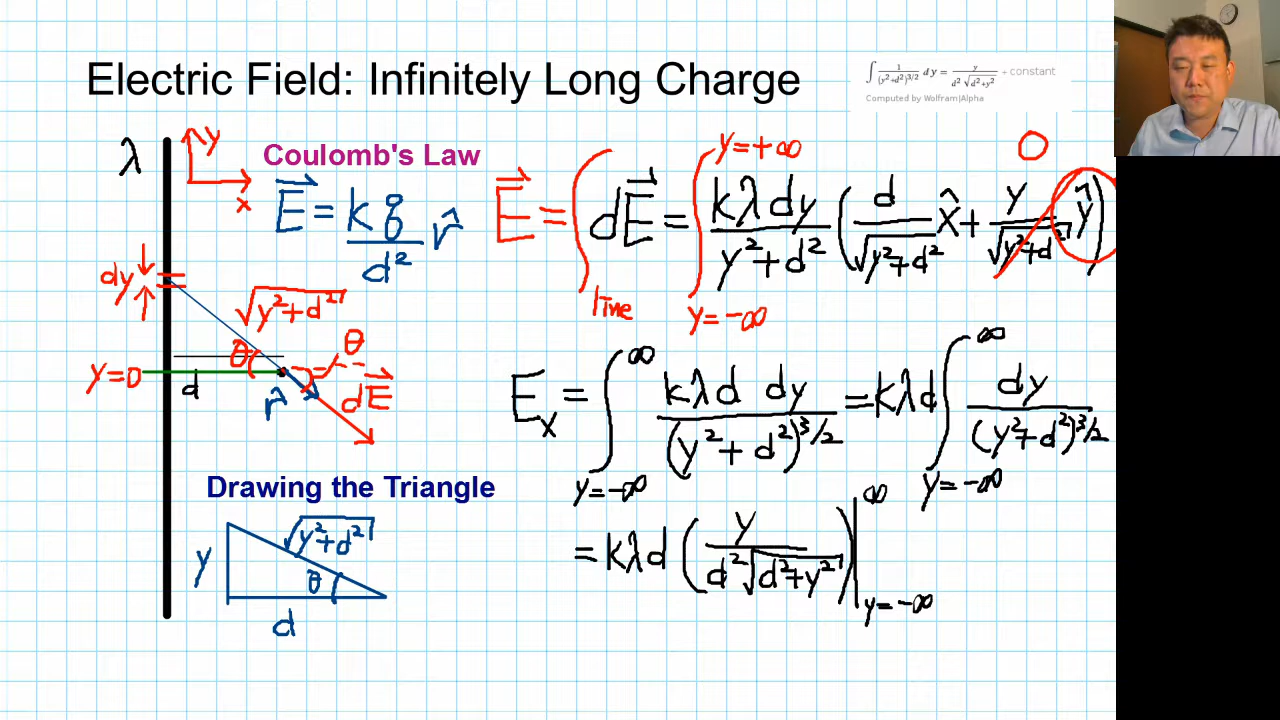 Electric Field: Infinitely Long Charge
∫ 1/(y²+d²)^3/2 dy = y/(d² √(d²+y²)) + constant
Computed by Wolfram|Alpha
λ
y
x
Coulomb's Law
E⃗ = kq/d² r̂
E⃗ = ∫line dE⃗ = ∫y=-∞ y=+∞ kλdy/(y²+d²) (d/√(y²+d²) x̂ + y/√(y²+d²) ŷ)
0
dy
√(y²+d²)
θ
θ
y=0
d
r̂
dE⃗
Ex = ∫y=-∞ ∞ kλd dy/(y²+d²)^3/2 = kλd ∫y=-∞ ∞ dy/(y²+d²)^3/2
Drawing the Triangle
√(y²+d²)
y
θ
d
= kλd (y/(d²√(d²+y²)))|y=-∞ ∞